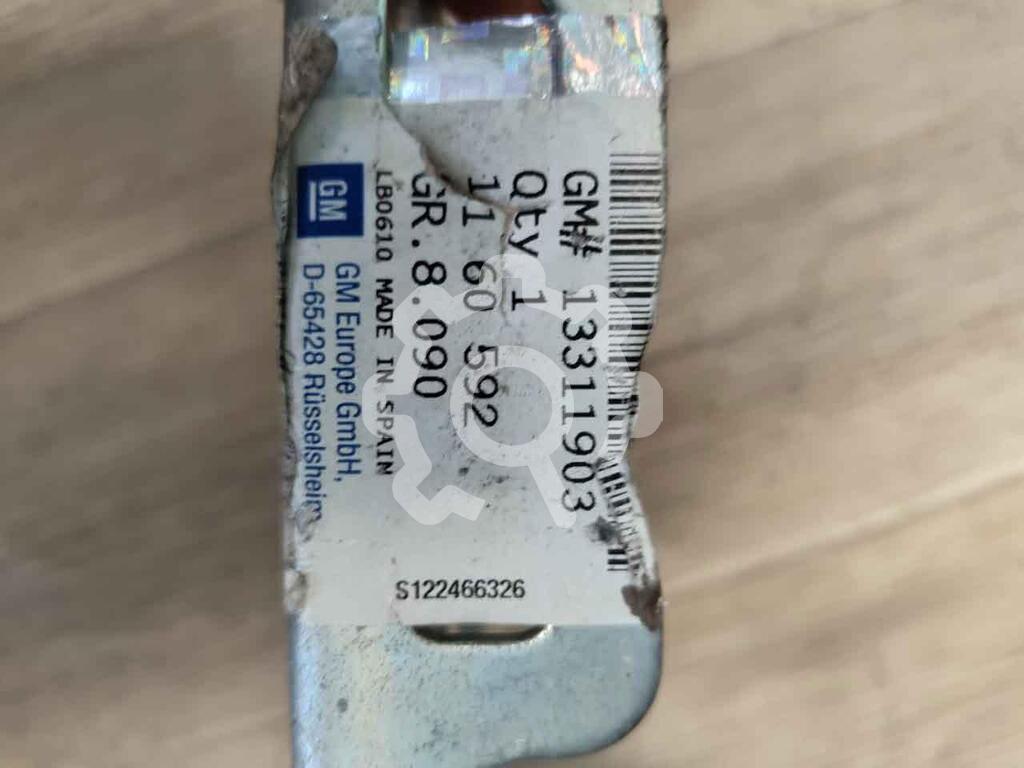 GM# 13311903
Qty 1
11 60 592
GR.8.090
LB0610 MADE IN SPAIN
GM
GM Europe GmbH,
D-65428 Rüsselsheim
S122466326